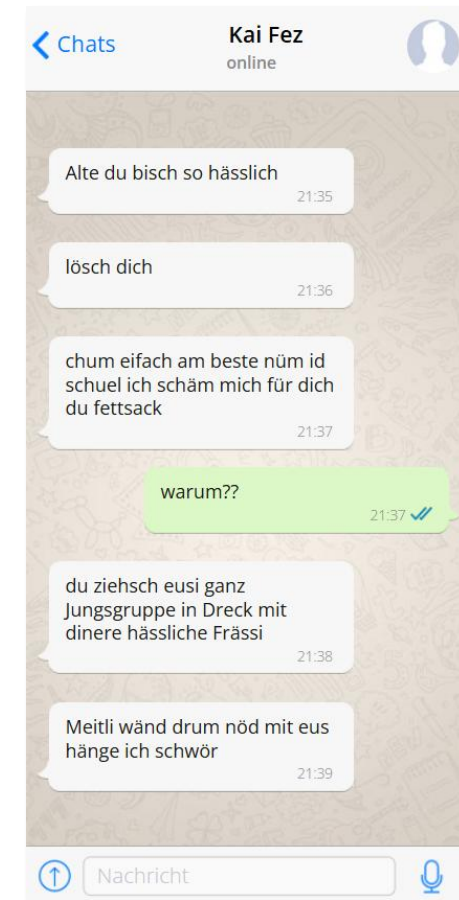 Chats
Kai Fez
online
Alte du bisch so hässlich
21:35
lösch dich
21:36
chum eifach am beste nüm id
schuel ich schäm mich für dich
du fettsack
21:37
warum??
21:37
du ziehsch eusi ganz
Jungsgruppe in Dreck mit
dinere hässliche Frässi
21:38
Meitli wänd drum nöd mit eus
hänge ich schwör
21:39
Nachricht